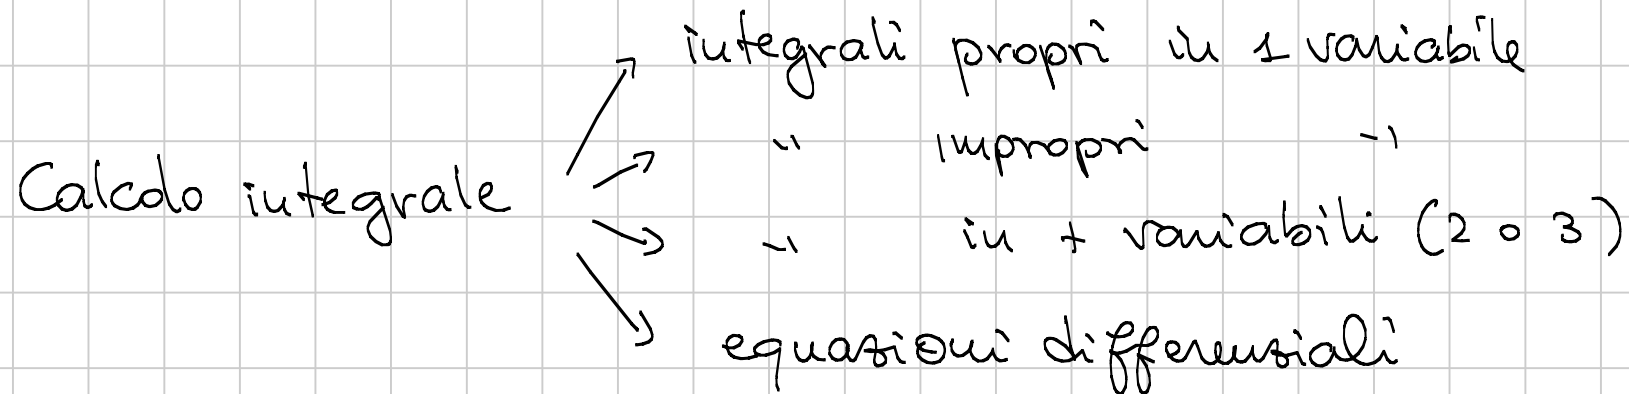 integrali propri in 1 variabile
" impropri "
Calcolo integrale
" in + variabili (2 o 3)
equazioni differenziali